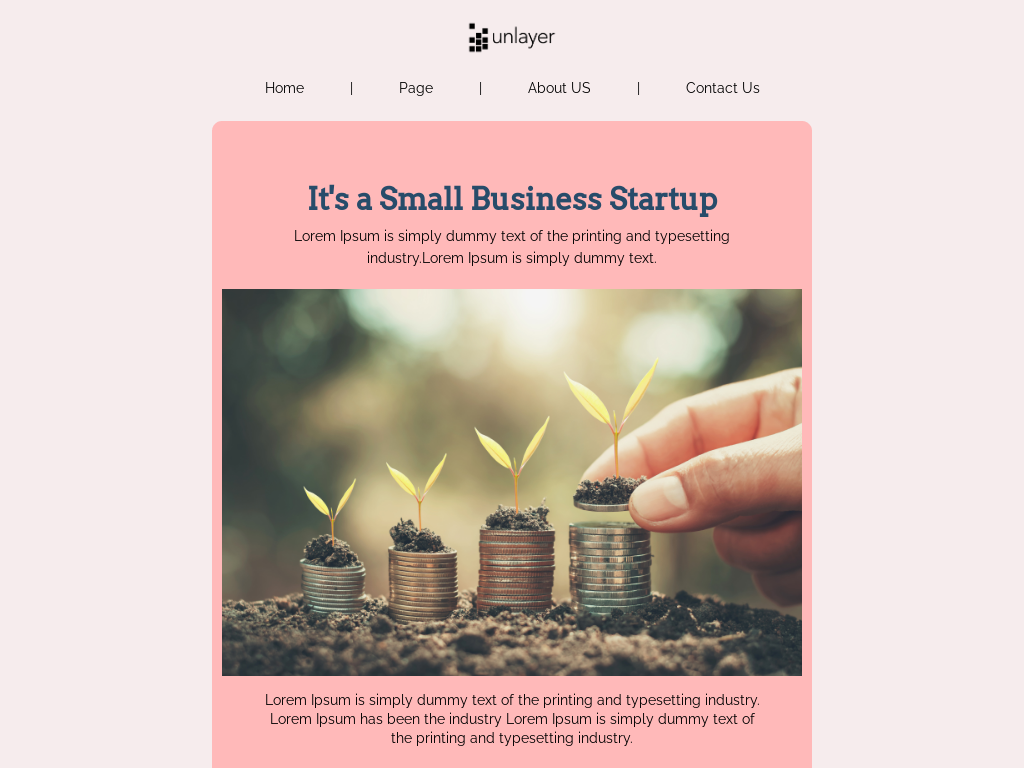 unlayer
Home | Page | About US | Contact Us
It's a Small Business Startup
Lorem Ipsum is simply dummy text of the printing and typesetting
industry.Lorem Ipsum is simply dummy text.
Lorem Ipsum is simply dummy text of the printing and typesetting industry.
Lorem Ipsum has been the industry Lorem Ipsum is simply dummy text of
the printing and typesetting industry.